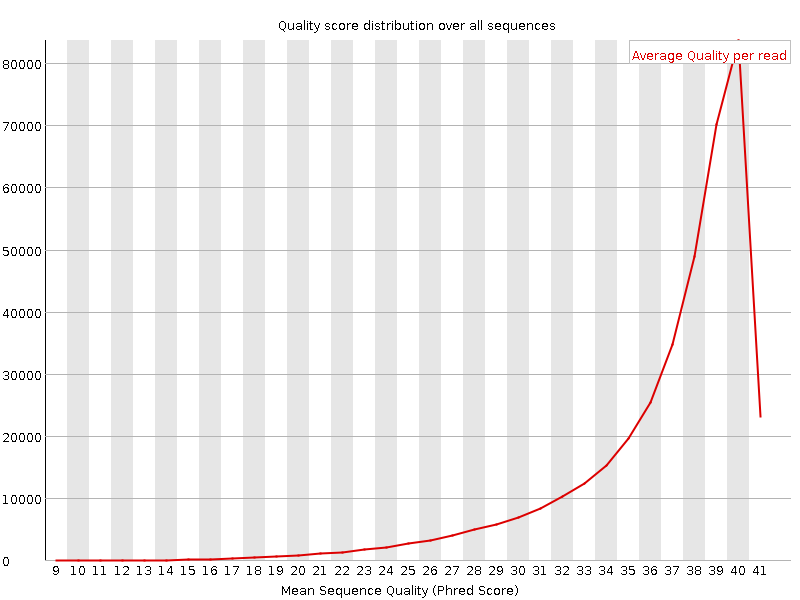 Quality score distribution over all sequences
Average Quality per read
80000
70000
60000
50000
40000
30000
20000
10000
0
9 10 11 12 13 14 15 16 17 18 19 20 21 22 23 24 25 26 27 28 29 30 31 32 33 34 35 36 37 38 39 40 41
Mean Sequence Quality (Phred Score)